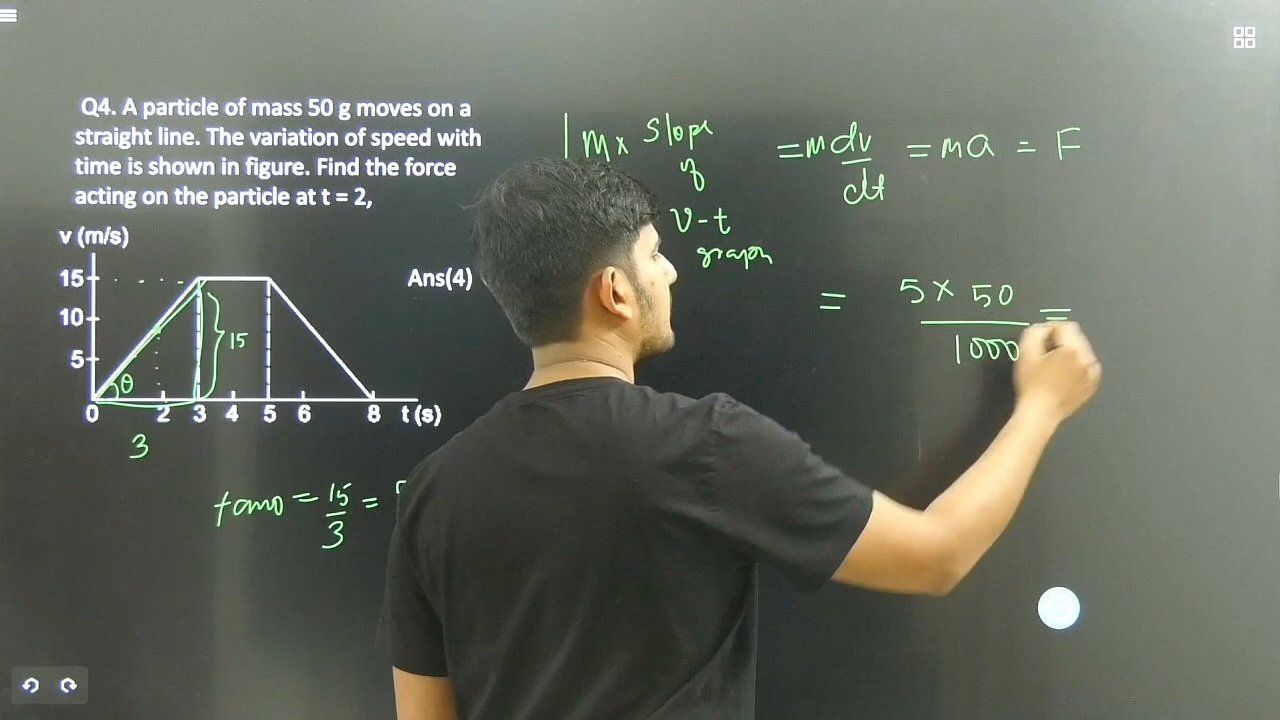 Q4. A particle of mass 50 g moves on a
straight line. The variation of speed with
time is shown in figure. Find the force
acting on the particle at t = 2,
v (m/s)
15
10
5
0 2 3 4 5 6 8 t (s)
Ans(4)
θ
15
3
tanθ = 15/3 =
m× slope of v-t graph = m dv/dt = ma = F
= 5 × 50 / 1000 =